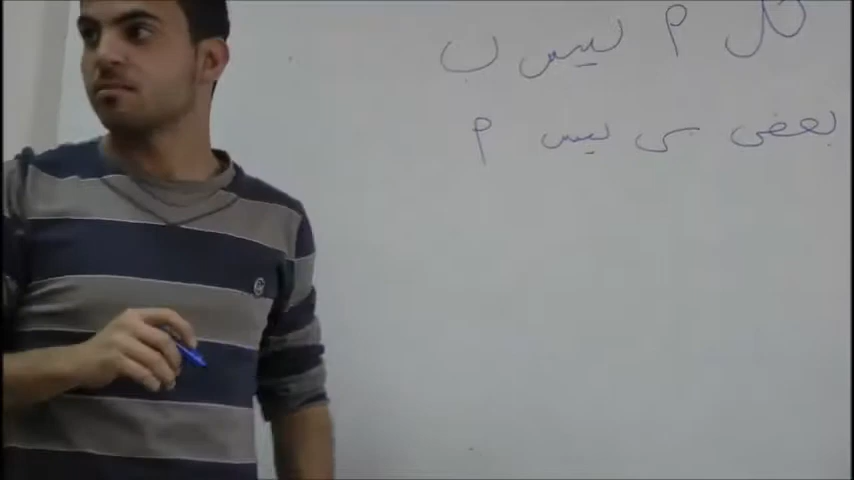 كل م ليس ب
بعض ى ليس م